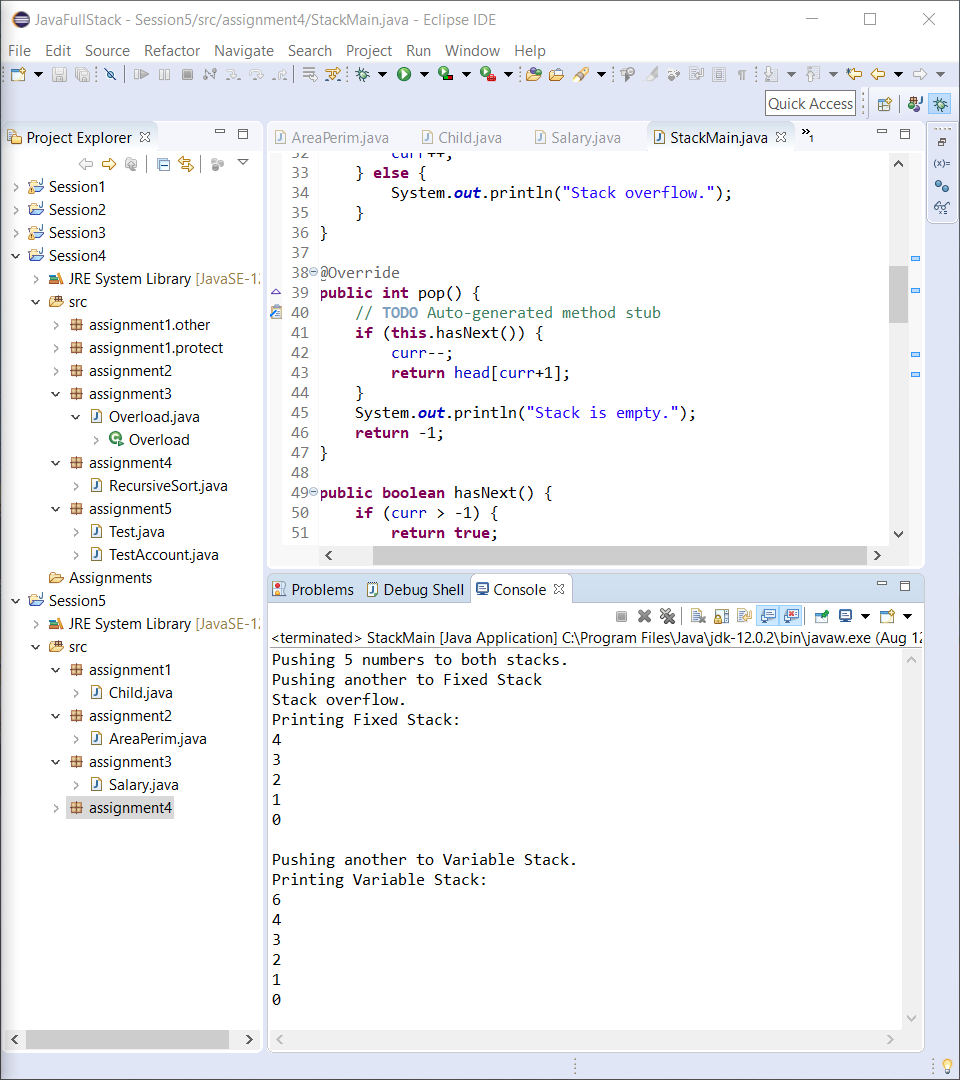 JavaFullStack - Session5/src/assignment4/StackMain.java - Eclipse IDE
File Edit Source Refactor Navigate Search Project Run Window Help
Quick Access
Project Explorer
Session1
Session2
Session3
Session4
JRE System Library [JavaSE-12
src
assignment1.other
assignment1.protect
assignment2
assignment3
Overload.java
Overload
assignment4
RecursiveSort.java
assignment5
Test.java
TestAccount.java
Assignments
Session5
JRE System Library [JavaSE-12
src
assignment1
Child.java
assignment2
AreaPerim.java
assignment3
Salary.java
assignment4
AreaPerim.java Child.java Salary.java StackMain.java »1
32 curr++;
33 } else {
34 System.out.println("Stack overflow.");
35 }
36 }
37
38 @Override
39 public int pop() {
40 // TODO Auto-generated method stub
41 if (this.hasNext()) {
42 curr--;
43 return head[curr+1];
44 }
45 System.out.println("Stack is empty.");
46 return -1;
47 }
48
49 public boolean hasNext() {
50 if (curr > -1) {
51 return true;
(x)=
Problems Debug Shell Console
<terminated> StackMain [Java Application] C:\Program Files\Java\jdk-12.0.2\bin\javaw.exe (Aug 12
Pushing 5 numbers to both stacks.
Pushing another to Fixed Stack
Stack overflow.
Printing Fixed Stack:
4
3
2
1
0
Pushing another to Variable Stack.
Printing Variable Stack:
6
4
3
2
1
0